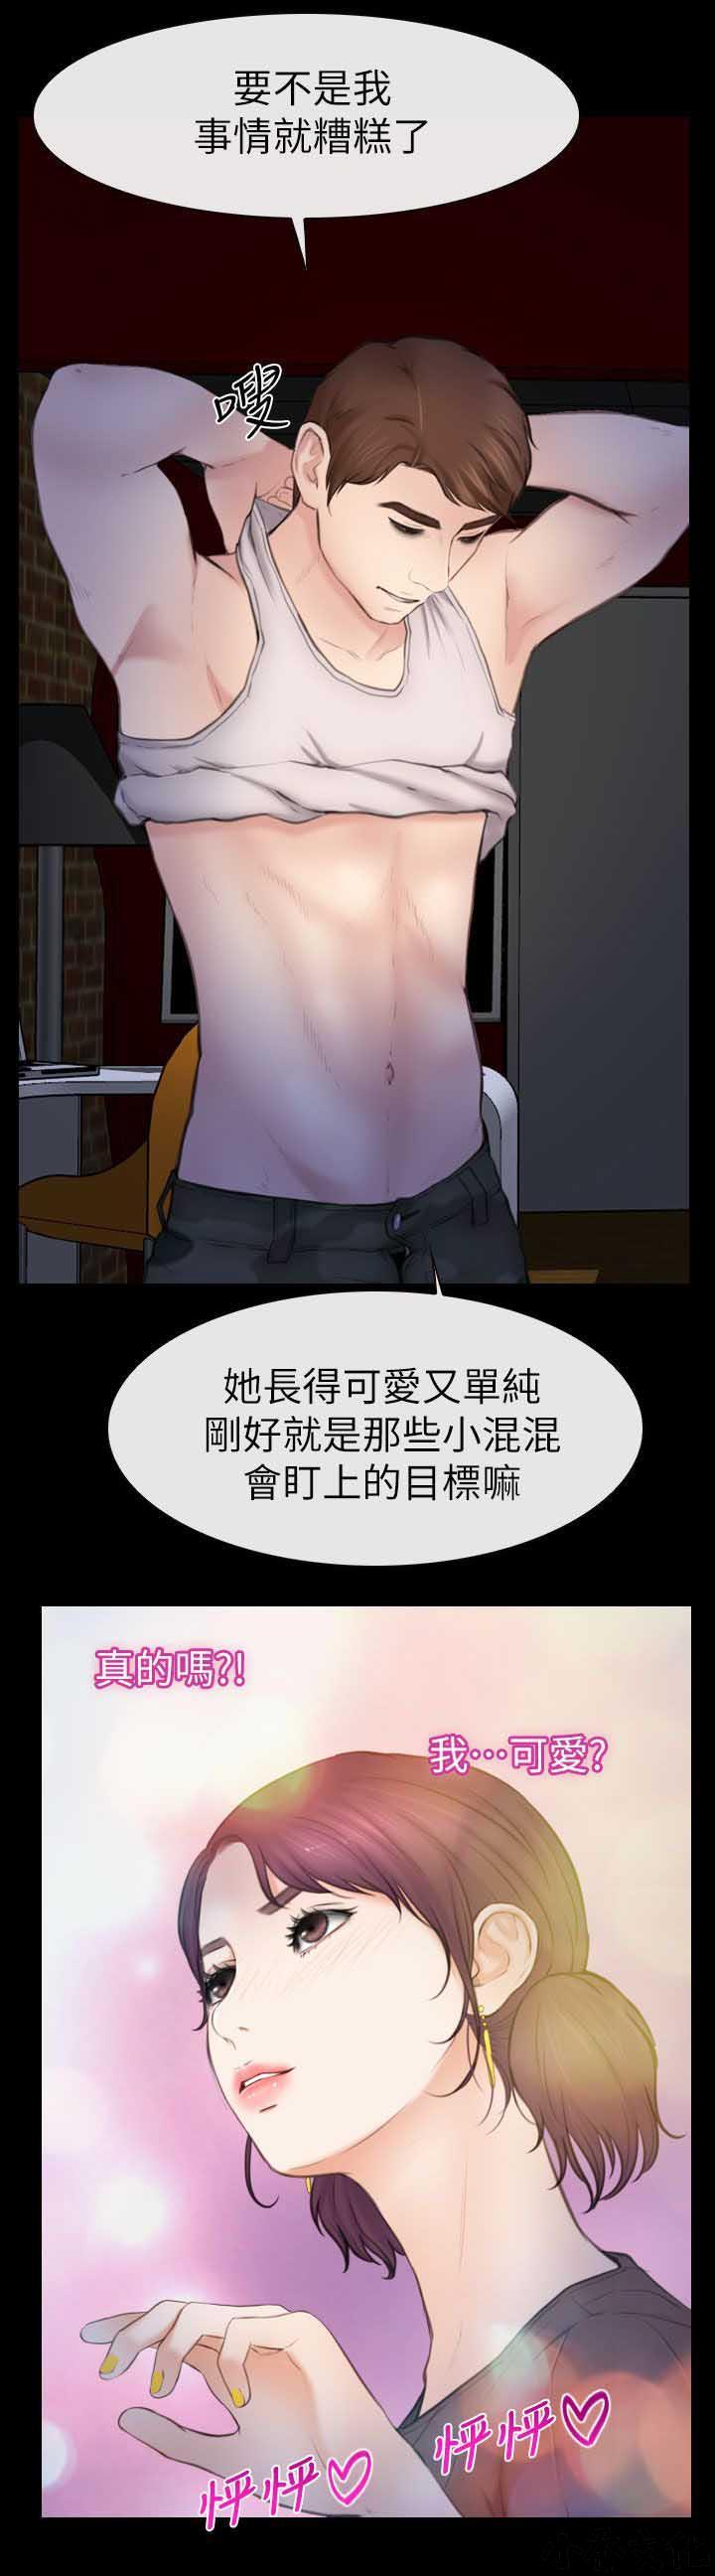 要不是我
事情就糟糕了
嗖
她長得可愛又單純
剛好就是那些小混混
會盯上的目標嘛
真的嗎?!
我…可愛?
怦怦♡
怦怦♡